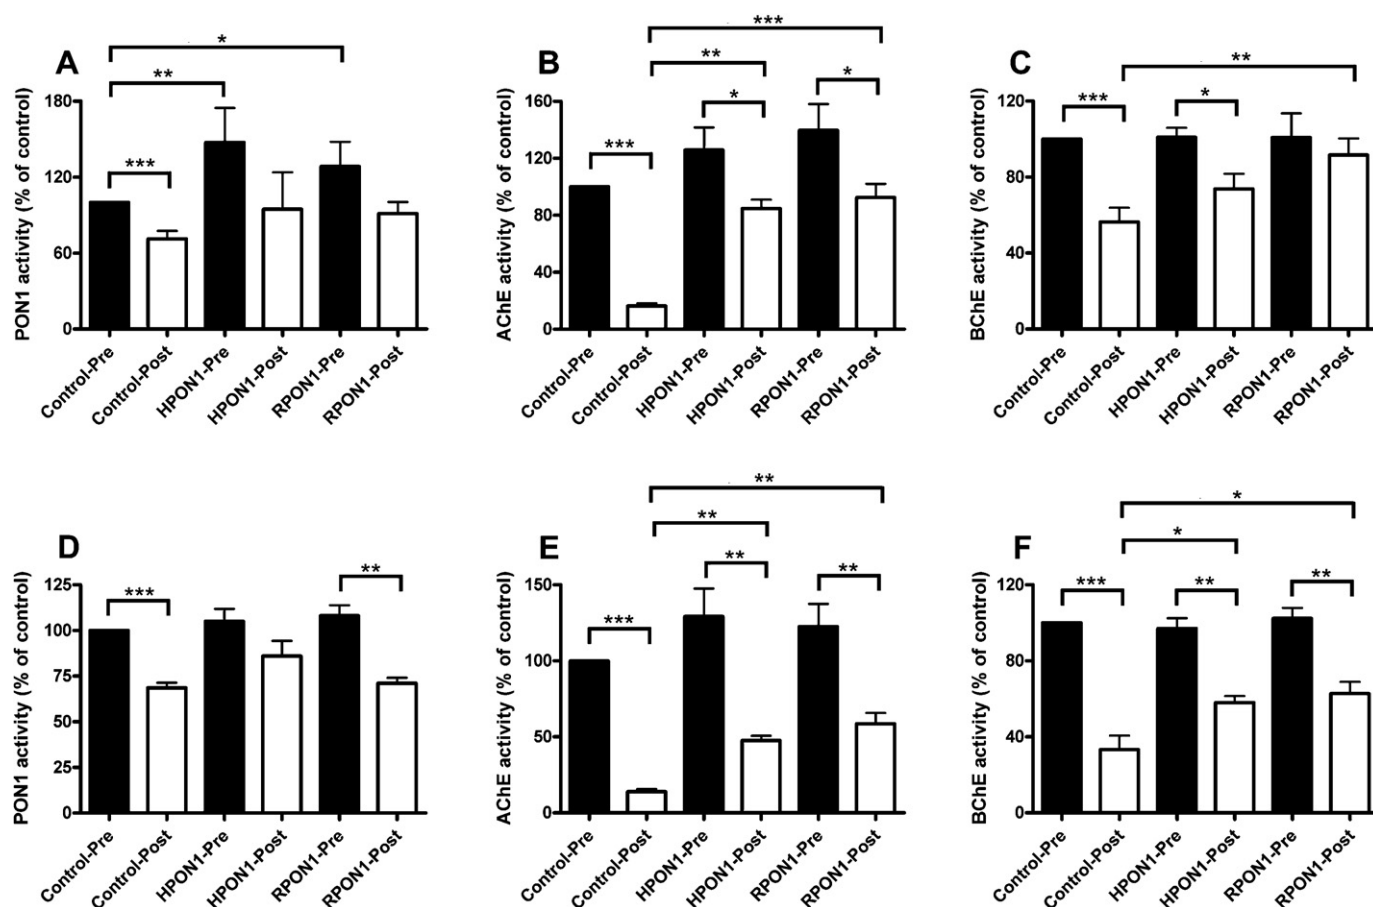 A
PON1 activity (% of control)
180
120
60
0
*
**
***
Control-Pre
Control-Post
HPON1-Pre
HPON1-Post
RPON1-Pre
RPON1-Post
B
AChE activity (% of control)
160
120
80
40
0
***
**
*
*
***
Control-Pre
Control-Post
HPON1-Pre
HPON1-Post
RPON1-Pre
RPON1-Post
C
BChE activity (% of control)
120
80
40
0
**
***
*
Control-Pre
Control-Post
HPON1-Pre
HPON1-Post
RPON1-Pre
RPON1-Post
D
PON1 activity (% of control)
125
100
75
50
25
0
***
**
Control-Pre
Control-Post
HPON1-Pre
HPON1-Post
RPON1-Pre
RPON1-Post
E
AChE activity (% of control)
150
100
50
0
**
**
**
**
***
Control-Pre
Control-Post
HPON1-Pre
HPON1-Post
RPON1-Pre
RPON1-Post
F
BChE activity (% of control)
120
80
40
0
*
*
***
**
**
Control-Pre
Control-Post
HPON1-Pre
HPON1-Post
RPON1-Pre
RPON1-Post